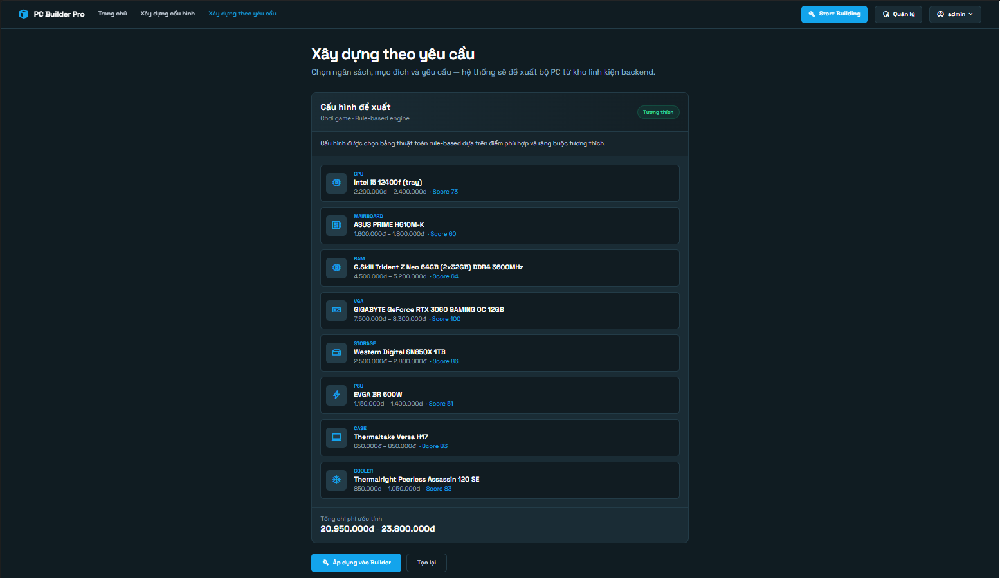 PC Builder Pro
Trang chủ
Xây dựng cấu hình
Xây dựng theo yêu cầu
Start Building
Quản lý
admin
Xây dựng theo yêu cầu
Chọn ngân sách, mục đích và yêu cầu — hệ thống sẽ đề xuất bộ PC từ kho linh kiện backend.
Cấu hình đề xuất
Chơi game · Rule-based engine
Tương thích
Cấu hình được chọn bằng thuật toán rule-based dựa trên điểm phù hợp và ràng buộc tương thích.
CPU
Intel i5 12400f (tray)
2.200.000đ – 2.400.000đ · Score 73
MAINBOARD
ASUS PRIME H610M-K
1.600.000đ – 1.800.000đ · Score 60
RAM
G.Skill Trident Z Neo 64GB (2x32GB) DDR4 3600MHz
4.500.000đ – 5.200.000đ · Score 64
VGA
GIGABYTE GeForce RTX 3060 GAMING OC 12GB
7.500.000đ – 8.300.000đ · Score 100
STORAGE
Western Digital SN850X 1TB
2.500.000đ – 2.800.000đ · Score 86
PSU
EVGA BR 600W
1.150.000đ – 1.400.000đ · Score 51
CASE
Thermaltake Versa H17
650.000đ – 850.000đ · Score 83
COOLER
Thermalright Peerless Assassin 120 SE
850.000đ – 1.050.000đ · Score 83
Tổng chi phí ước tính
20.950.000đ – 23.800.000đ
Áp dụng vào Builder
Tạo lại